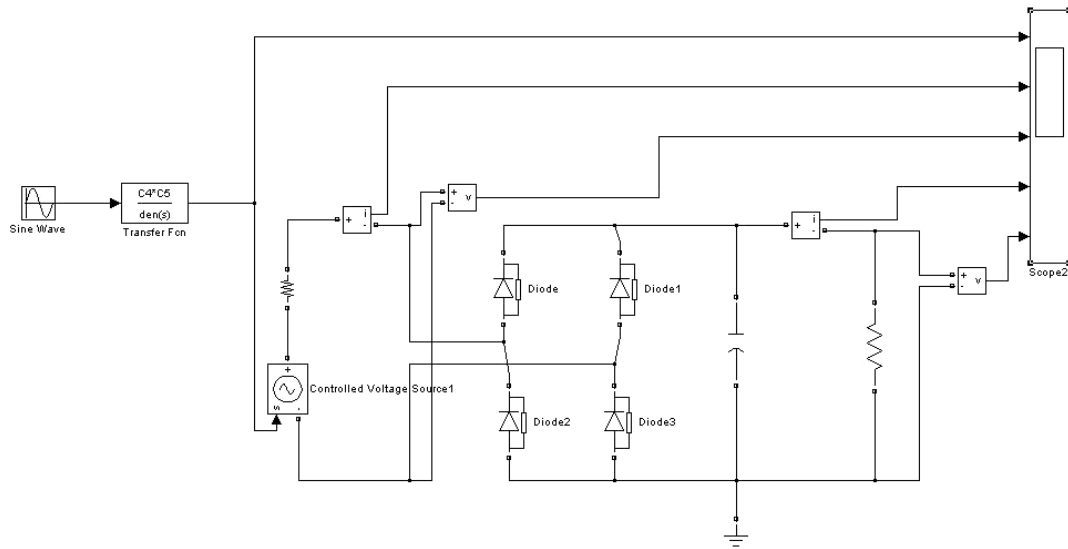 Scope2
Sine Wave
C4*C5
den(s)
Transfer Fcn
i
+
-
+
-
v
i
+
-
+
-
v
Diode
Diode1
+
s
-
Controlled Voltage Source1
Diode2
Diode3